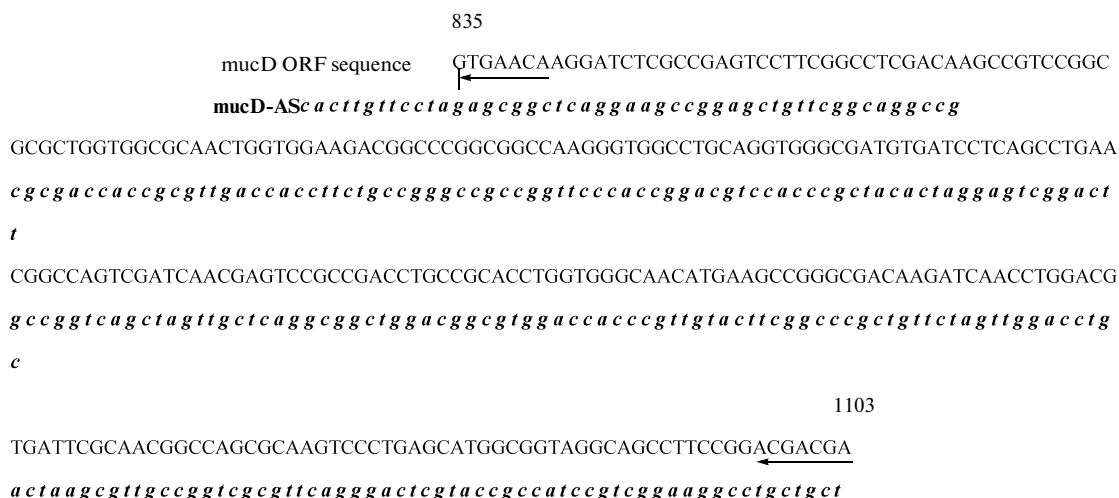 835
mucD ORF sequence GTGAACAAGGATCTCGCCGAGTCCTTCGGCCTCGACAAGCCGTCCGGC
mucD-AS c a c t t g t t c c t a g a g c g g c t c a g g a a g c c g g a g c t g t t c g g c a g g c c g
GCGCTGGTGGCGCAACTGGTGGAAGACGGCCCGGCGGCCAAGGGTGGCCTGCAGGTGGGCGATGTGATCCTCAGCCTGAA
c g c g a c c a c c g c g t t g a c c a c c t t c t g c c g g g c c g c c g g t t c c c a c c g g a c g t c c a c c c g c t a c a c t a g g a g t c g g a c t
t
CGGCCAGTCGATCAACGAGTCCGCCGACCTGCCGCACCTGGTGGGCAACATGAAGCCGGGCGACAAGATCAACCTGGACG
g c c g g t c a g c t a g t t g c t c a g g c g g c t g g a c g g c g t g g a c c a c c c g t t g t a c t t c g g c c c g c t g t t c t a g t t g g a c c t g
c
1103
TGATTCGCAACGGCCAGCGCAAGTCCCTGAGCATGGCGGTAGGCAGCCTTCCGGACGACGA
a c t a a g c g t t g c c g g t c g c g t t c a g g g a c t c g t a c c g c c a t c c g t c g g a a g g c c t g c t g c t